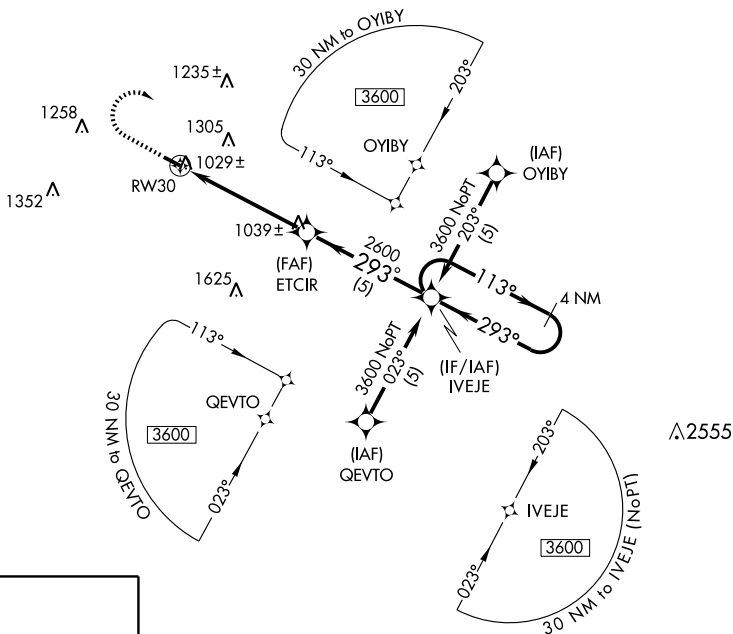 30 NM to OYIBY
3600
203°
113°
OYIBY
1235±
1258
1305
1029±
RW30
1352
(IAF)
OYIBY
3600 NoPT
203°
(5)
1039±
(FAF)
ETCIR
2600
293°
(5)
113°
4 NM
293°
1625
(IF/IAF)
IVEJE
3600 NoPT
023°
(5)
(IAF)
QEVTO
113°
QEVTO
3600
023°
30 NM to QEVTO
2555
203°
IVEJE
3600
023°
30 NM to IVEJE (NoPT)